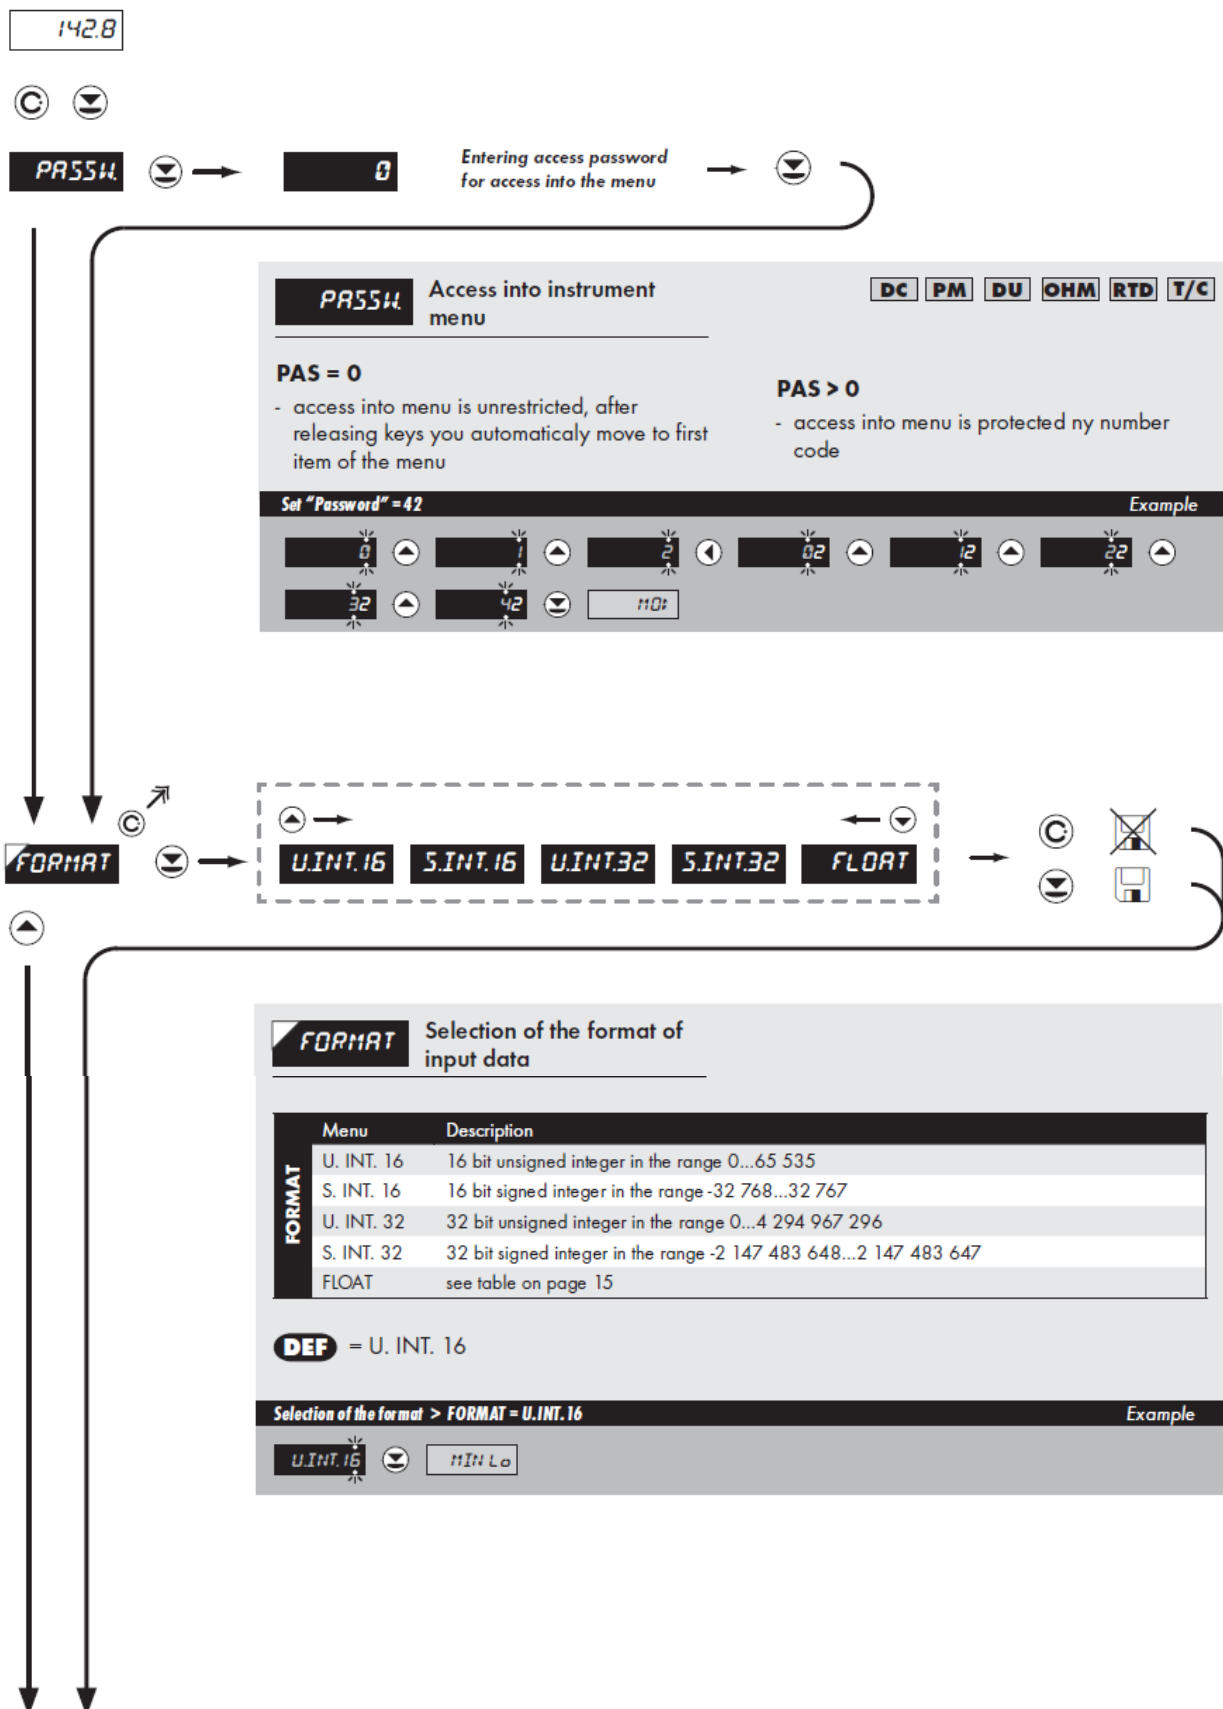 142.8
C
PASSW.
0
Entering access password
for access into the menu
PASSW.
Access into instrument
menu
DC PM DU OHM RTD T/C
PAS = 0
- access into menu is unrestricted, after
releasing keys you automaticaly move to first
item of the menu
PAS > 0
- access into menu is protected ny number
code
Set "Password" = 42
Example
0 1 2 02 12 22
32 42
C
FORMAT
U.INT.16 S.INT.16 U.INT.32 S.INT.32 FLOAT
C
FORMAT
Selection of the format of
input data
FORMAT
Menu Description
U. INT. 16 16 bit unsigned integer in the range 0...65 535
S. INT. 16 16 bit signed integer in the range -32 768...32 767
U. INT. 32 32 bit unsigned integer in the range 0...4 294 967 296
S. INT. 32 32 bit signed integer in the range -2 147 483 648...2 147 483 647
FLOAT see table on page 15
DEF = U. INT. 16
Selection of the format > FORMAT = U.INT.16
Example
U.INT.16 MIN Lo